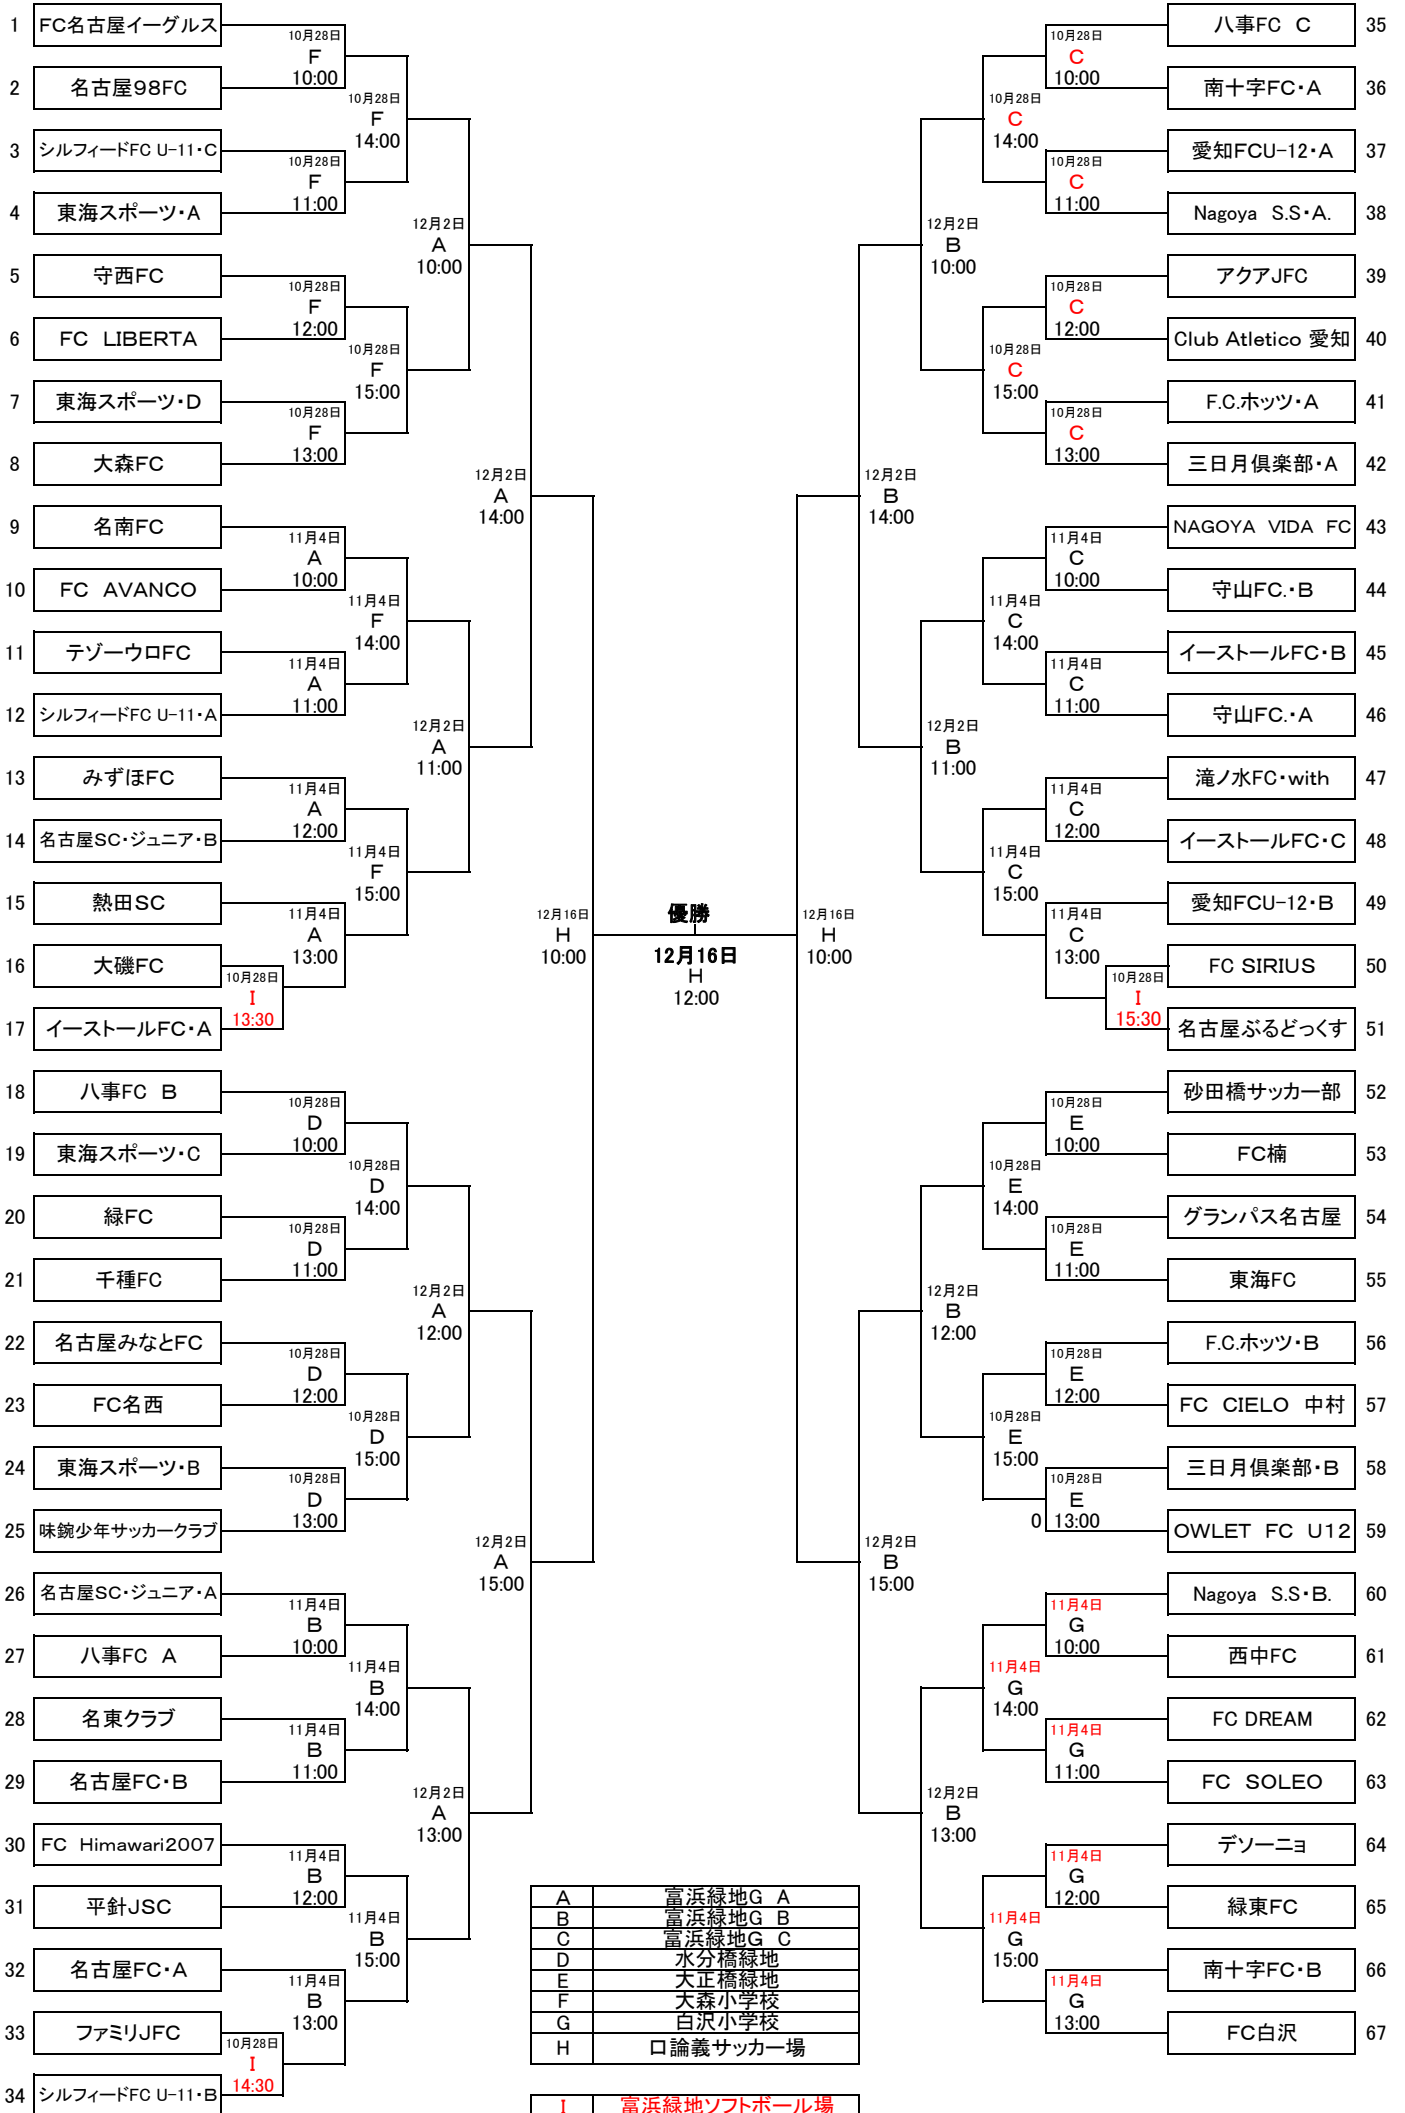 1 FC名古屋イーグルス
10月28日
F
10:00
2 名古屋98FC
10月28日
F
14:00
3 シルフィードFC U-11・C
10月28日
F
11:00
4 東海スポーツ・A
12月2日
A
10:00
5 守西FC
10月28日
F
12:00
6 FC LIBERTA
10月28日
F
15:00
7 東海スポーツ・D
10月28日
F
13:00
8 大森FC
12月2日
A
14:00
9 名南FC
11月4日
A
10:00
10 FC AVANCO
11月4日
F
14:00
11 テゾーウロFC
11月4日
A
11:00
12 シルフィードFC U-11・A
12月2日
A
11:00
13 みずほFC
11月4日
A
12:00
14 名古屋SC・ジュニア・B
11月4日
F
15:00
15 熱田SC
11月4日
A
13:00
16 大磯FC
10月28日
I
13:30
17 イーストールFC・A
12月16日
H
10:00
18 八事FC B
10月28日
D
10:00
19 東海スポーツ・C
10月28日
D
14:00
20 緑FC
10月28日
D
11:00
21 千種FC
12月2日
A
12:00
22 名古屋みなとFC
10月28日
D
12:00
23 FC名西
10月28日
D
15:00
24 東海スポーツ・B
10月28日
D
13:00
25 味鋺少年サッカークラブ
12月2日
A
15:00
26 名古屋SC・ジュニア・A
11月4日
B
10:00
27 八事FC A
11月4日
B
14:00
28 名東クラブ
11月4日
B
11:00
29 名古屋FC・B
12月2日
A
13:00
30 FC Himawari2007
11月4日
B
12:00
31 平針JSC
11月4日
B
15:00
32 名古屋FC・A
11月4日
B
13:00
33 ファミリJFC
10月28日
I
14:30
34 シルフィードFC U-11・B
優勝
12月16日
H
12:00
八事FC C 35
10月28日
C
10:00
南十字FC・A 36
10月28日
C
14:00
愛知FCU-12・A 37
10月28日
C
11:00
Nagoya S.S・A. 38
12月2日
B
10:00
アクアJFC 39
10月28日
C
12:00
Club Atletico 愛知 40
10月28日
C
15:00
F.C.ホッツ・A 41
10月28日
C
13:00
三日月倶楽部・A 42
12月2日
B
14:00
NAGOYA VIDA FC 43
11月4日
C
10:00
守山FC.・B 44
11月4日
C
14:00
イーストールFC・B 45
11月4日
C
11:00
守山FC.・A 46
12月2日
B
11:00
滝ノ水FC・with 47
11月4日
C
12:00
イーストールFC・C 48
11月4日
C
15:00
愛知FCU-12・B 49
11月4日
C
13:00
FC SIRIUS 50
10月28日
I
15:30
名古屋ぶるどっくす 51
12月16日
H
10:00
砂田橋サッカー部 52
10月28日
E
10:00
FC楠 53
10月28日
E
14:00
グランパス名古屋 54
10月28日
E
11:00
東海FC 55
12月2日
B
12:00
F.C.ホッツ・B 56
10月28日
E
12:00
FC CIELO 中村 57
10月28日
E
15:00
三日月倶楽部・B 58
10月28日
E
0 13:00
OWLET FC U12 59
12月2日
B
15:00
Nagoya S.S・B. 60
11月4日
G
10:00
西中FC 61
11月4日
G
14:00
FC DREAM 62
11月4日
G
11:00
FC SOLEO 63
12月2日
B
13:00
デソーニョ 64
11月4日
G
12:00
緑東FC 65
11月4日
G
15:00
南十字FC・B 66
11月4日
G
13:00
FC白沢 67
A 富浜緑地G A
B 富浜緑地G B
C 富浜緑地G C
D 水分橋緑地
E 大正橋緑地
F 大森小学校
G 白沢小学校
H 口論義サッカー場
I 富浜緑地ソフトボール場